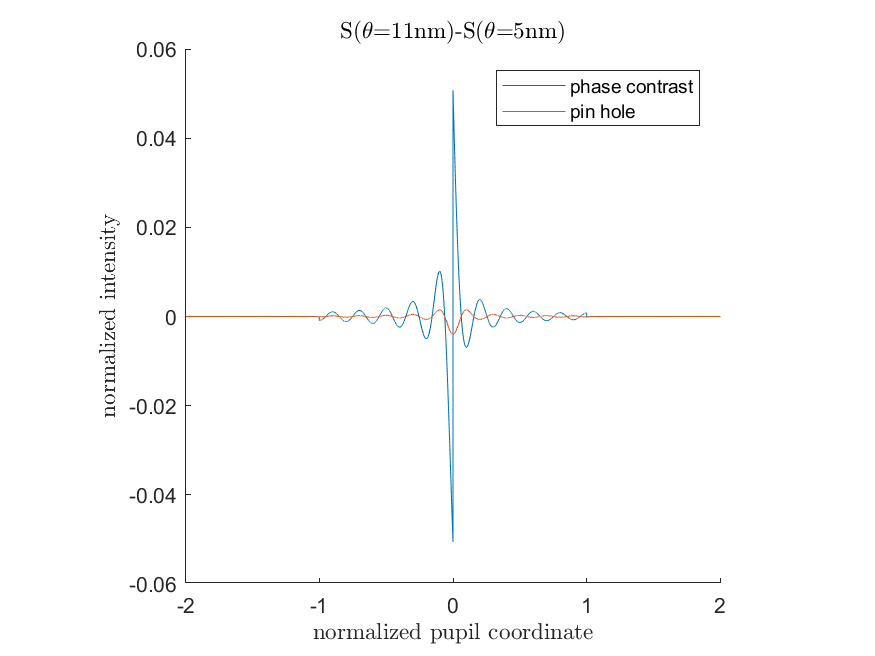 S(θ=11nm)-S(θ=5nm)
0.06
phase contrast
pin hole
0.04
0.02
0
-0.02
-0.04
-0.06
normalized intensity
-2
-1
0
1
2
normalized pupil coordinate